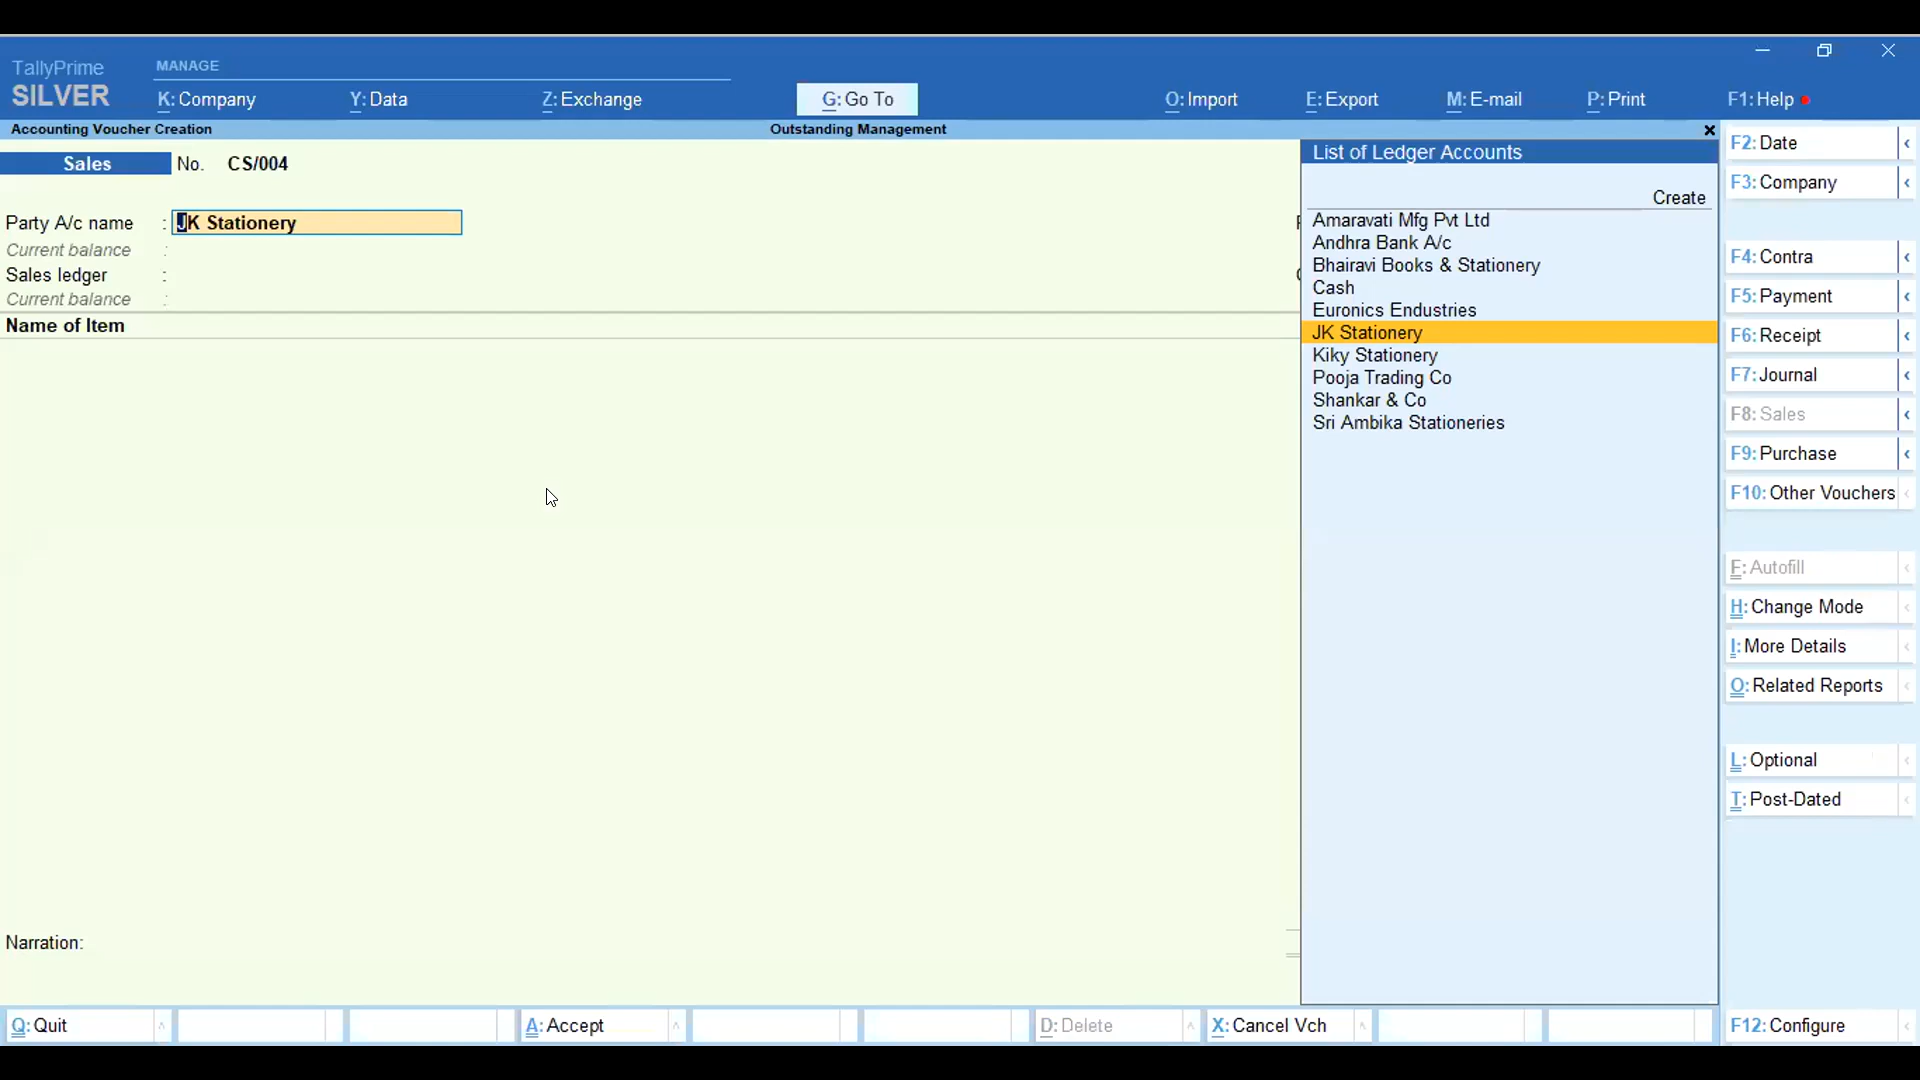 TallyPrime
SILVER
MANAGE
K: Company
Y: Data
Z: Exchange
G: Go To
O: Import
E: Export
M: E-mail
P: Print
F1: Help
Accounting Voucher Creation
Outstanding Management
Sales No. CS/004
Party A/c name : JK Stationery
Current balance :
Sales ledger :
Current balance :
Name of Item
Narration:
List of Ledger Accounts
Create
Amaravati Mfg Pvt Ltd
Andhra Bank A/c
Bhairavi Books & Stationery
Cash
Euronics Endustries
JK Stationery
Kiky Stationery
Pooja Trading Co
Shankar & Co
Sri Ambika Stationeries
F2: Date
F3: Company
F4: Contra
F5: Payment
F6: Receipt
F7: Journal
F8: Sales
F9: Purchase
F10: Other Vouchers
F: Autofill
H: Change Mode
I: More Details
O: Related Reports
L: Optional
T: Post-Dated
Q: Quit
A: Accept
D: Delete
X: Cancel Vch
F12: Configure